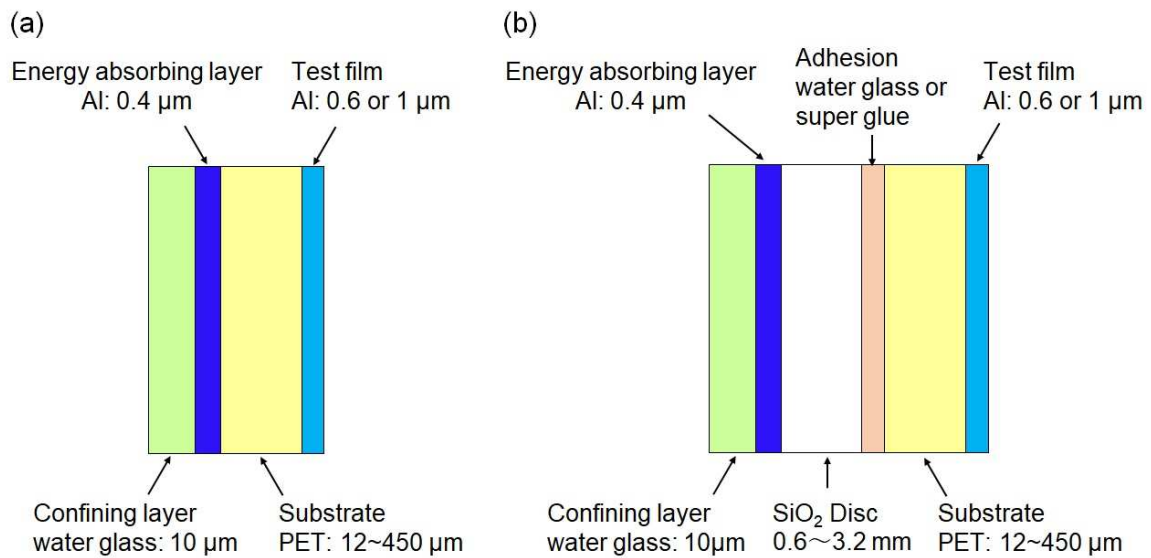 (a)
Energy absorbing layer
Al: 0.4 μm
Test film
Al: 0.6 or 1 μm
Confining layer
water glass: 10 μm
Substrate
PET: 12~450 μm
(b)
Energy absorbing layer
Al: 0.4 μm
Adhesion
water glass or
super glue
Test film
Al: 0.6 or 1 μm
Confining layer
water glass: 10μm
SiO₂ Disc
0.6～3.2 mm
Substrate
PET: 12~450 μm